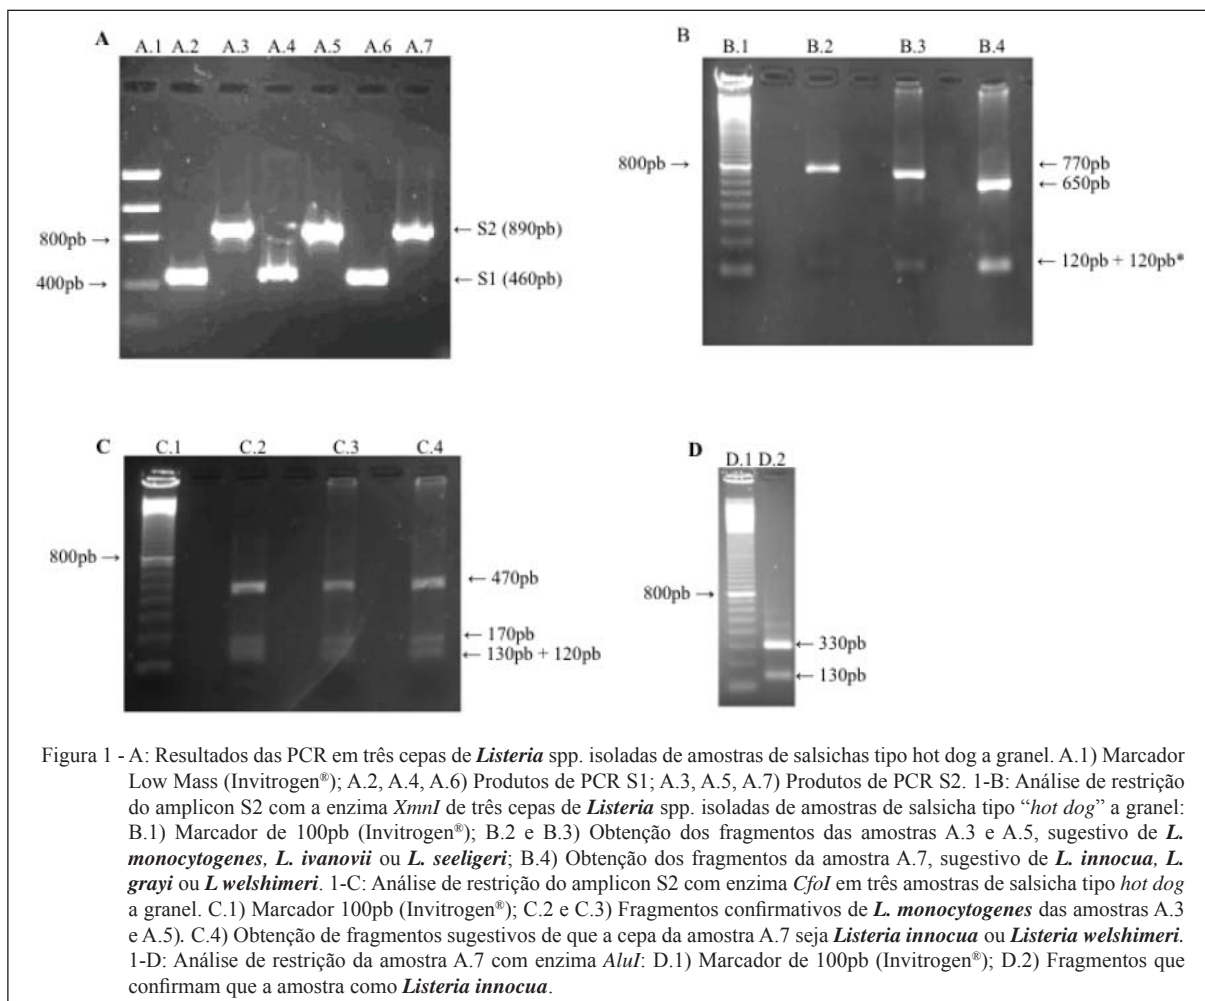 A
A.1 A.2 A.3 A.4 A.5 A.6 A.7
800pb →
400pb →
← S2 (890pb)
← S1 (460pb)
B
B.1 B.2 B.3 B.4
800pb →
← 770pb
← 650pb
← 120pb + 120pb*
C
C.1 C.2 C.3 C.4
800pb →
← 470pb
← 170pb
← 130pb + 120pb
D
D.1 D.2
800pb →
← 330pb
← 130pb
Figura 1 - A: Resultados das PCR em três cepas de Listeria spp. isoladas de amostras de salsichas tipo hot dog a granel. A.1) Marcador
Low Mass (Invitrogen®); A.2, A.4, A.6) Produtos de PCR S1; A.3, A.5, A.7) Produtos de PCR S2. 1-B: Análise de restrição
do amplicon S2 com a enzima XmnI de três cepas de Listeria spp. isoladas de amostras de salsicha tipo “hot dog” a granel:
B.1) Marcador de 100pb (Invitrogen®); B.2 e B.3) Obtenção dos fragmentos das amostras A.3 e A.5, sugestivo de L.
monocytogenes, L. ivanovii ou L. seeligeri; B.4) Obtenção dos fragmentos da amostra A.7, sugestivo de L. innocua, L.
grayi ou L welshimeri. 1-C: Análise de restrição do amplicon S2 com enzima CfoI em três amostras de salsicha tipo hot dog
a granel. C.1) Marcador 100pb (Invitrogen®); C.2 e C.3) Fragmentos confirmativos de L. monocytogenes das amostras A.3
e A.5). C.4) Obtenção de fragmentos sugestivos de que a cepa da amostra A.7 seja Listeria innocua ou Listeria welshimeri.
1-D: Análise de restrição da amostra A.7 com enzima AluI: D.1) Marcador de 100pb (Invitrogen®); D.2) Fragmentos que
confirmam que a amostra como Listeria innocua.